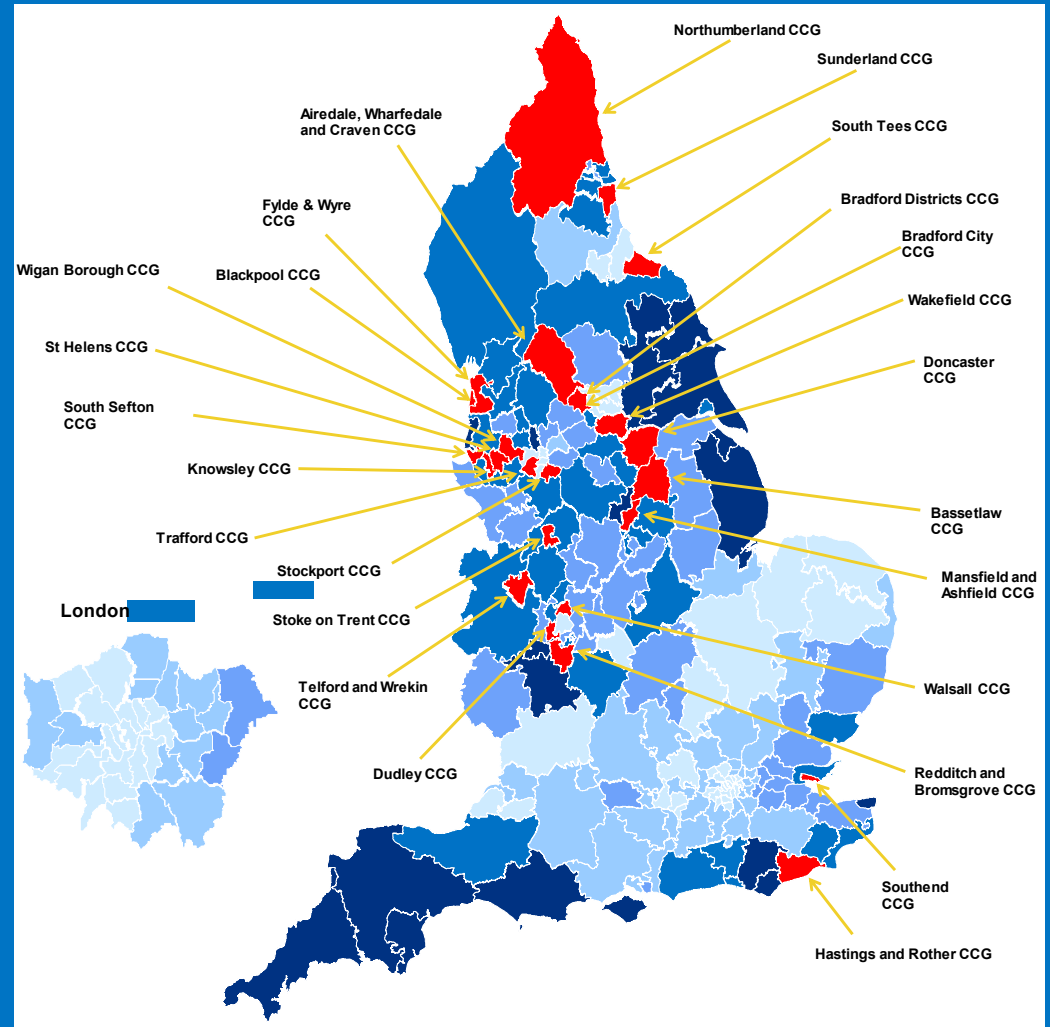 Northumberland CCG
Sunderland CCG
Airedale, Wharfedale
and Craven CCG
South Tees CCG
Bradford Districts CCG
Fylde & Wyre
CCG
Bradford City
CCG
Wigan Borough CCG
Blackpool CCG
Wakefield CCG
St Helens CCG
Doncaster
CCG
South Sefton
CCG
Knowsley CCG
Bassetlaw
CCG
Trafford CCG
Stockport CCG
Mansfield and
Ashfield CCG
London
Stoke on Trent CCG
Telford and Wrekin
CCG
Walsall CCG
Dudley CCG
Redditch and
Bromsgrove CCG
Southend
CCG
Hastings and Rother CCG